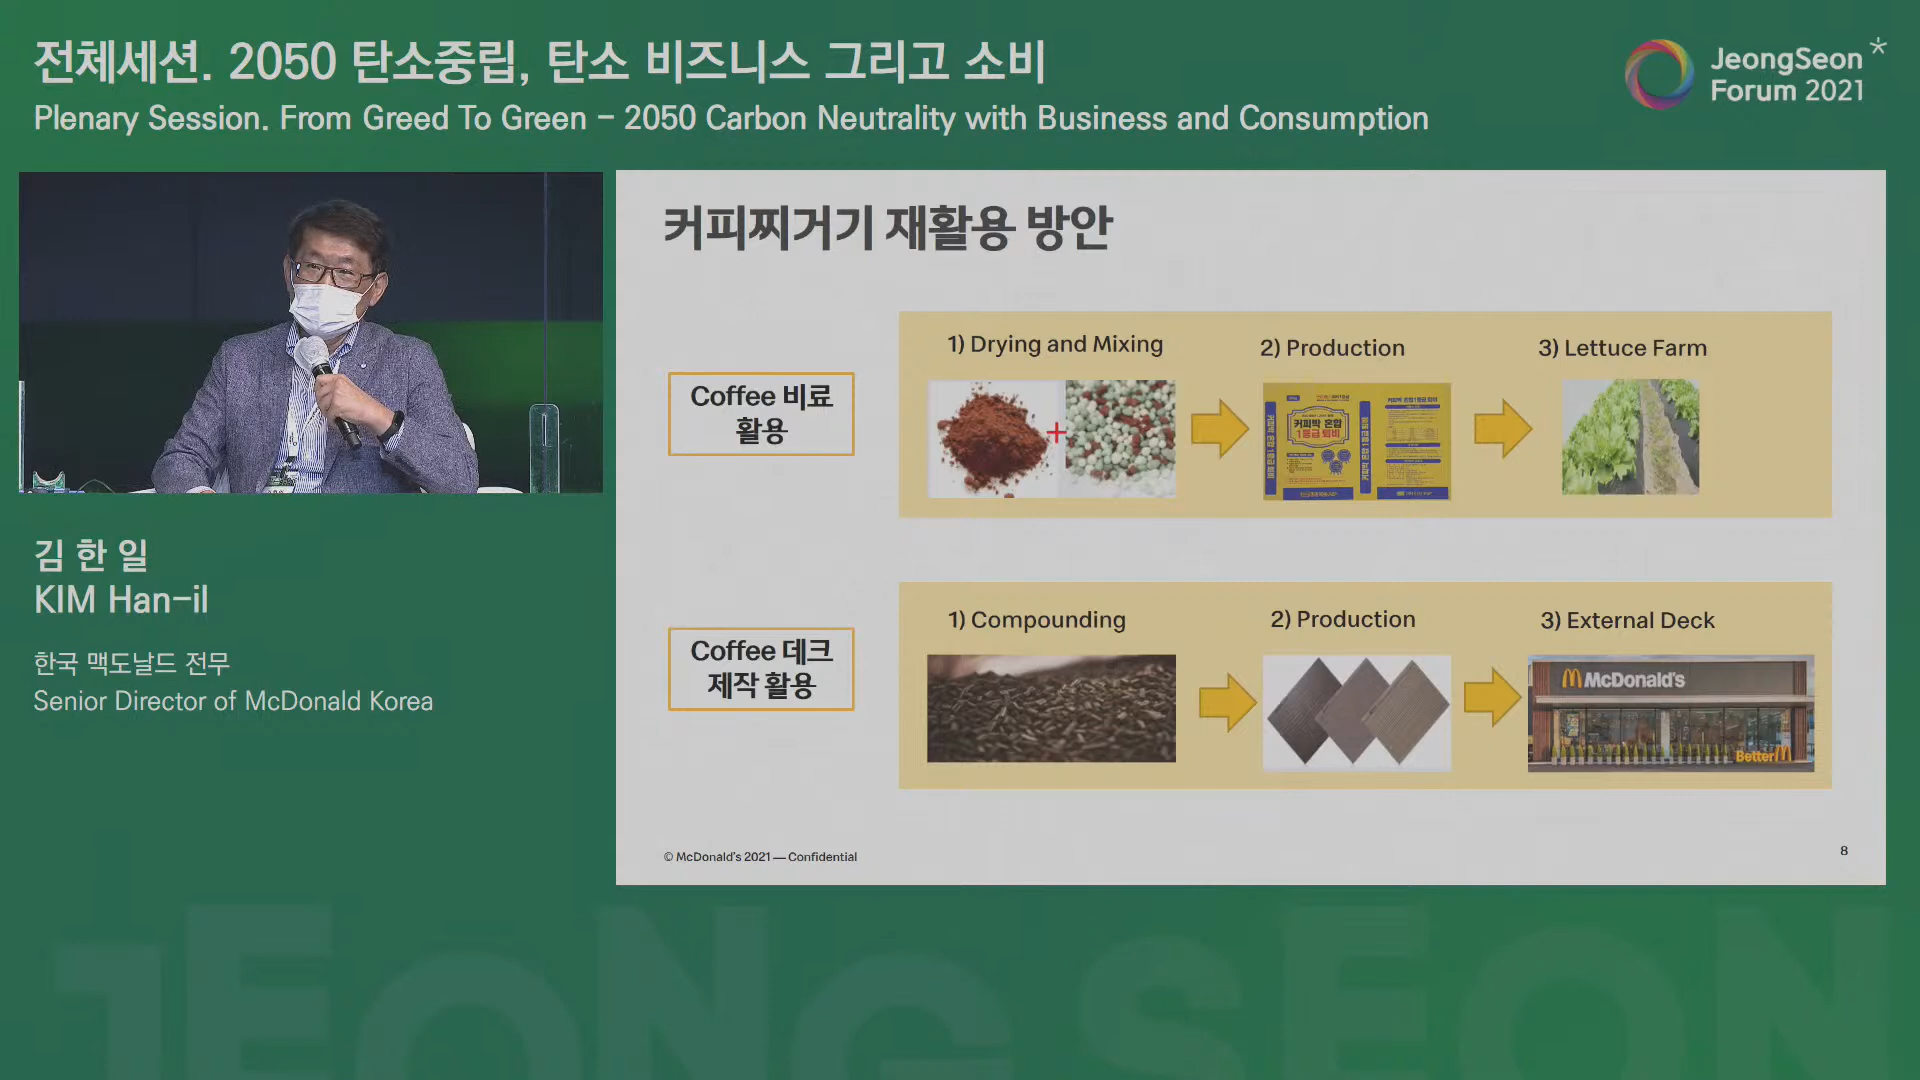 전체세션. 2050 탄소중립, 탄소 비즈니스 그리고 소비
Plenary Session. From Greed To Green – 2050 Carbon Neutrality with Business and Consumption
JeongSeon
Forum 2021
김 한 일
KIM Han-il
한국 맥도날드 전무
Senior Director of McDonald Korea
커피찌거기 재활용 방안
Coffee 비료
활용
1) Drying and Mixing
2) Production
3) Lettuce Farm
커피박 혼합
1등급 퇴비
Coffee 데크
제작 활용
1) Compounding
2) Production
3) External Deck
McDonald's
Better M
© McDonald's 2021 — Confidential
8
JEONG SEON